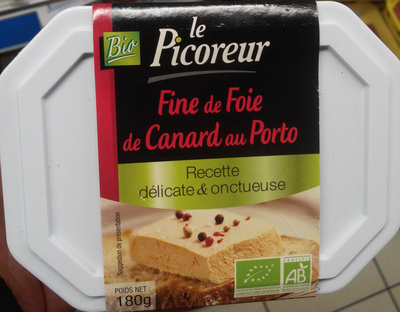 Bio
le
Picoreur
Fine de Foie
de Canard au Porto
Recette
délicate & onctueuse
Suggestion de présentation
POIDS NET :
180g
AB